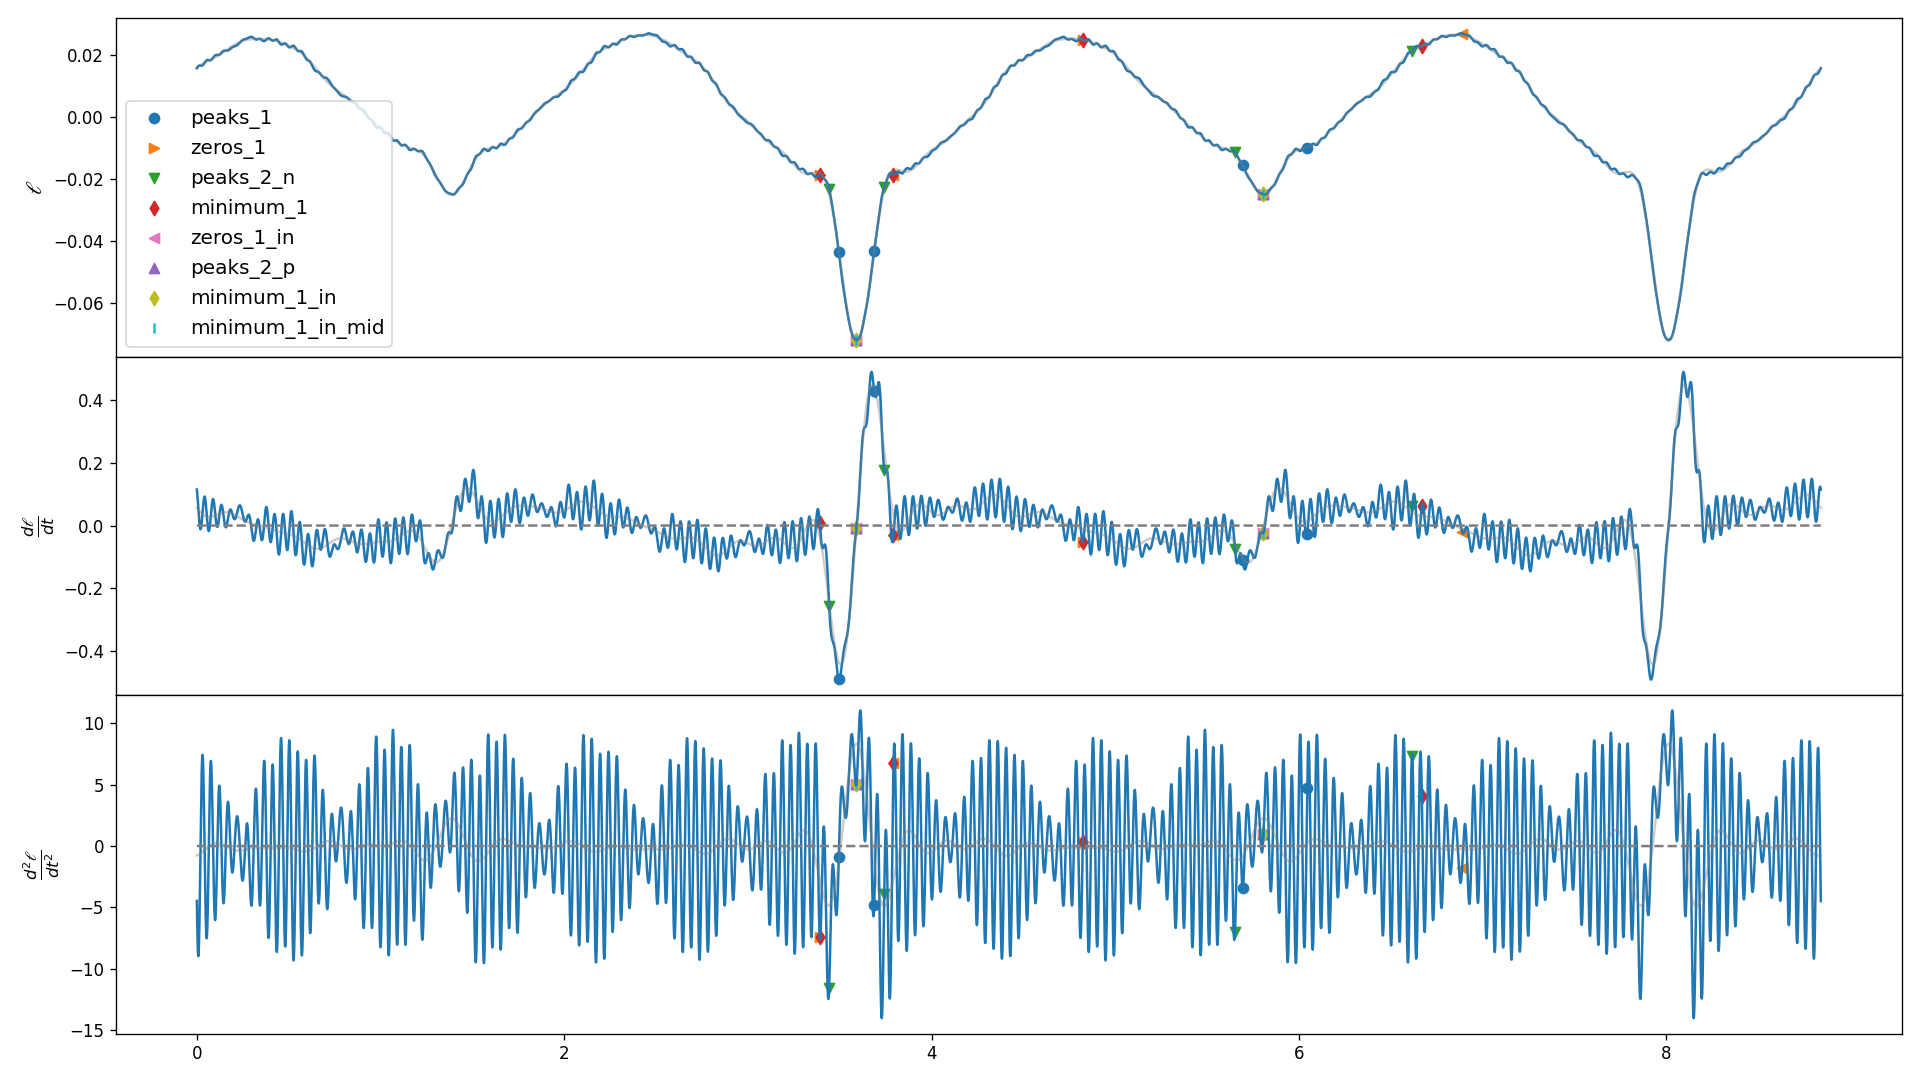 0.02
0.00
−0.02
−0.04
−0.06
ℓ
peaks_1
zeros_1
peaks_2_n
minimum_1
zeros_1_in
peaks_2_p
minimum_1_in
minimum_1_in_mid
0.4
0.2
0.0
−0.2
−0.4
dℓ
dt
10
5
0
−5
−10
−15
d²ℓ
dt²
0 2 4 6 8